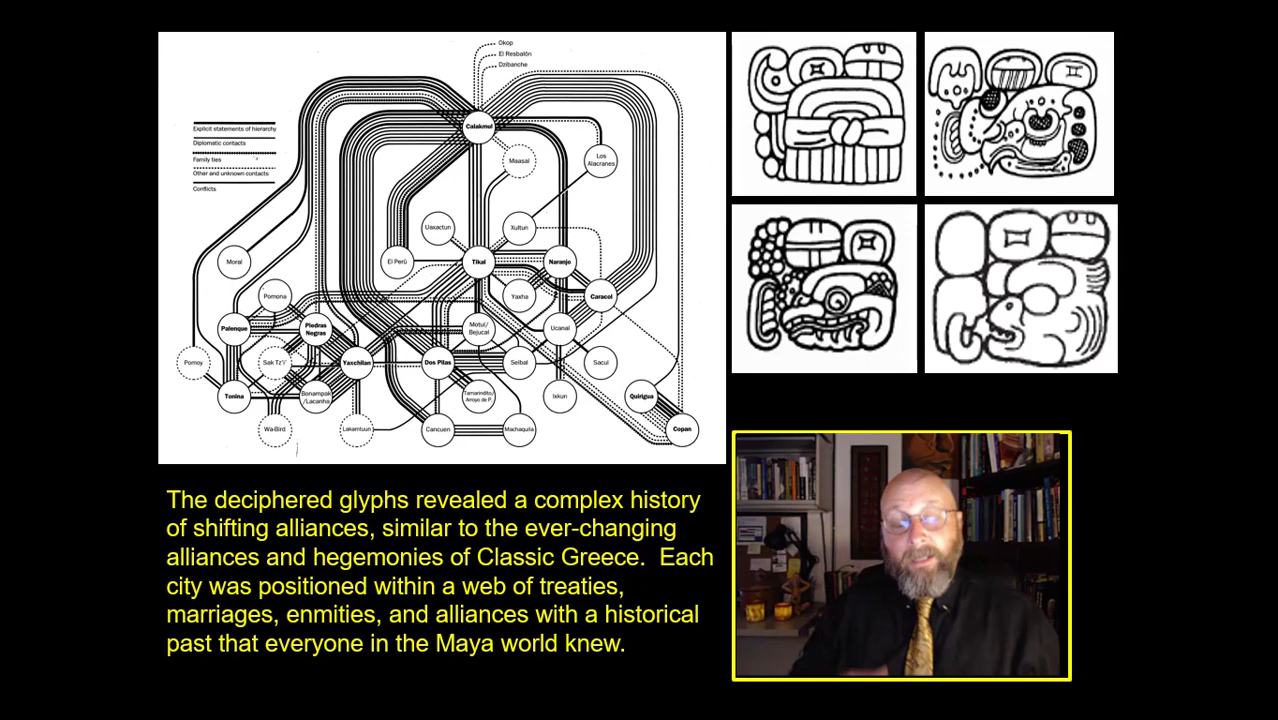 Okop
El Resbalón
Dzibanche
Calakmul
Explicit statements of hierarchy
Diplomatic contacts
Family ties
Other and unknown contacts
Conflicts
Maasal
Los
Alacranes
Uaxactun
Xultun
Moral
El Perú
Tikal
Naranjo
Pomona
Yaxha
Caracol
Palenque
Piedras
Negras
Motul/
Bejucal
Ucanal
Pomoy
Sak Tz'i'
Yaxchilan
Dos Pilas
Seibal
Sacul
Tonina
Bonampak
/Lacanha
Tamarindito/
Arroyo de P.
Ixkun
Quirigua
Wa-Bird
Lakamtuun
Cancuen
Machaquila
Copan
The deciphered glyphs revealed a complex history
of shifting alliances, similar to the ever-changing
alliances and hegemonies of Classic Greece. Each
city was positioned within a web of treaties,
marriages, enmities, and alliances with a historical
past that everyone in the Maya world knew.